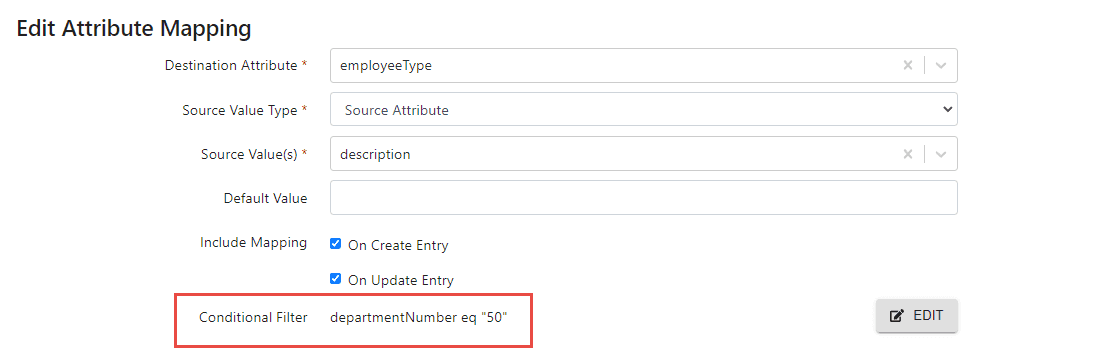 Edit Attribute Mapping
Destination Attribute * employeeType
Source Value Type * Source Attribute
Source Value(s) * description
Default Value
Include Mapping On Create Entry
On Update Entry
Conditional Filter departmentNumber eq "50" EDIT